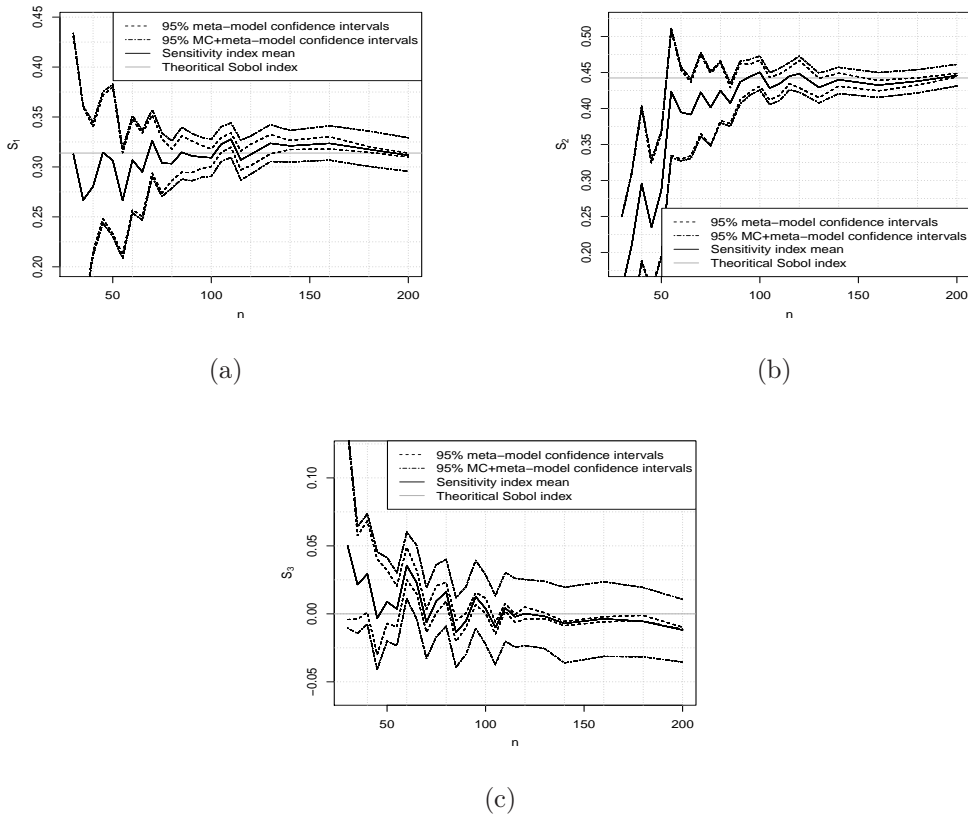 0.45
0.40
0.35
0.30
0.25
0.20
S1
95% meta−model confidence intervals
95% MC+meta−model confidence intervals
Sensitivity index mean
Theoritical Sobol index
50
100
150
200
n
(a)
0.50
0.45
0.40
0.35
0.30
0.25
0.20
S2
95% meta−model confidence intervals
95% MC+meta−model confidence intervals
Sensitivity index mean
Theoritical Sobol index
50
100
150
200
n
(b)
0.10
0.05
0.00
−0.05
S3
95% meta−model confidence intervals
95% MC+meta−model confidence intervals
Sensitivity index mean
Theoritical Sobol index
50
100
150
200
n
(c)